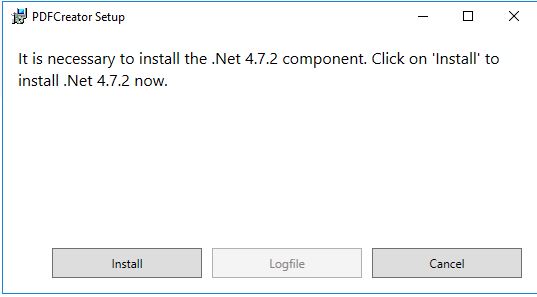 PDFCreator Setup
It is necessary to install the .Net 4.7.2 component. Click on 'Install' to
install .Net 4.7.2 now.
Install
Logfile
Cancel